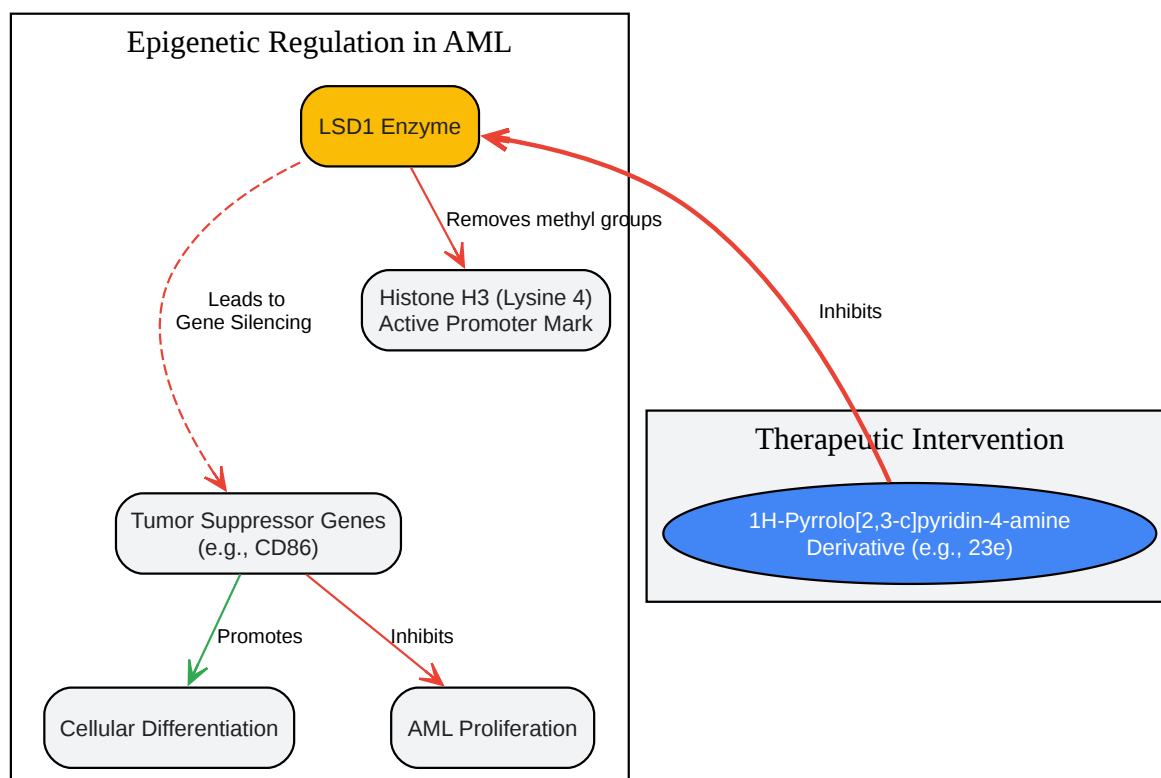 Epigenetic Regulation in AML
LSD1 Enzyme
Removes methyl groups
Histone H3 (Lysine 4)
Active Promoter Mark
Leads to
Gene Silencing
Inhibits
Therapeutic Intervention
1H-Pyrrolo[2,3-c]pyridin-4-amine
Derivative (e.g., 23e)
Tumor Suppressor Genes
(e.g., CD86)
Promotes
Inhibits
Cellular Differentiation
AML Proliferation